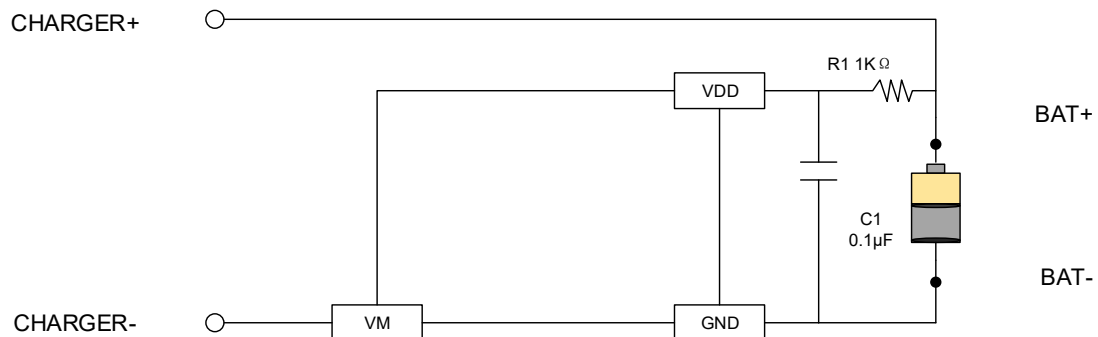 CHARGER+
R1 1KΩ
VDD
BAT+
C1
0.1µF
BAT-
CHARGER-
VM
GND